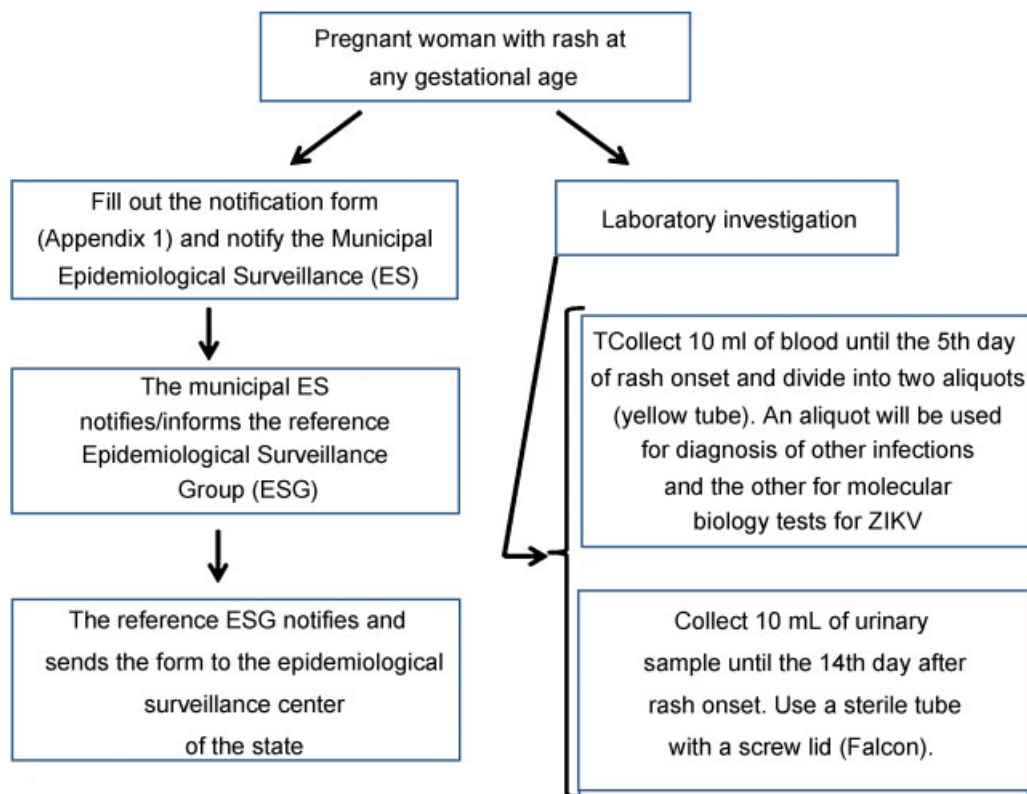 Pregnant woman with rash at
any gestational age
Fill out the notification form
(Appendix 1) and notify the Municipal
Epidemiological Surveillance (ES)
The municipal ES
notifies/informs the reference
Epidemiological Surveillance
Group (ESG)
The reference ESG notifies and
sends the form to the epidemiological
surveillance center
of the state
Laboratory investigation
TCollect 10 ml of blood until the 5th day
of rash onset and divide into two aliquots
(yellow tube). An aliquot will be used
for diagnosis of other infections
and the other for molecular
biology tests for ZIKV
Collect 10 mL of urinary
sample until the 14th day after
rash onset. Use a sterile tube
with a screw lid (Falcon).